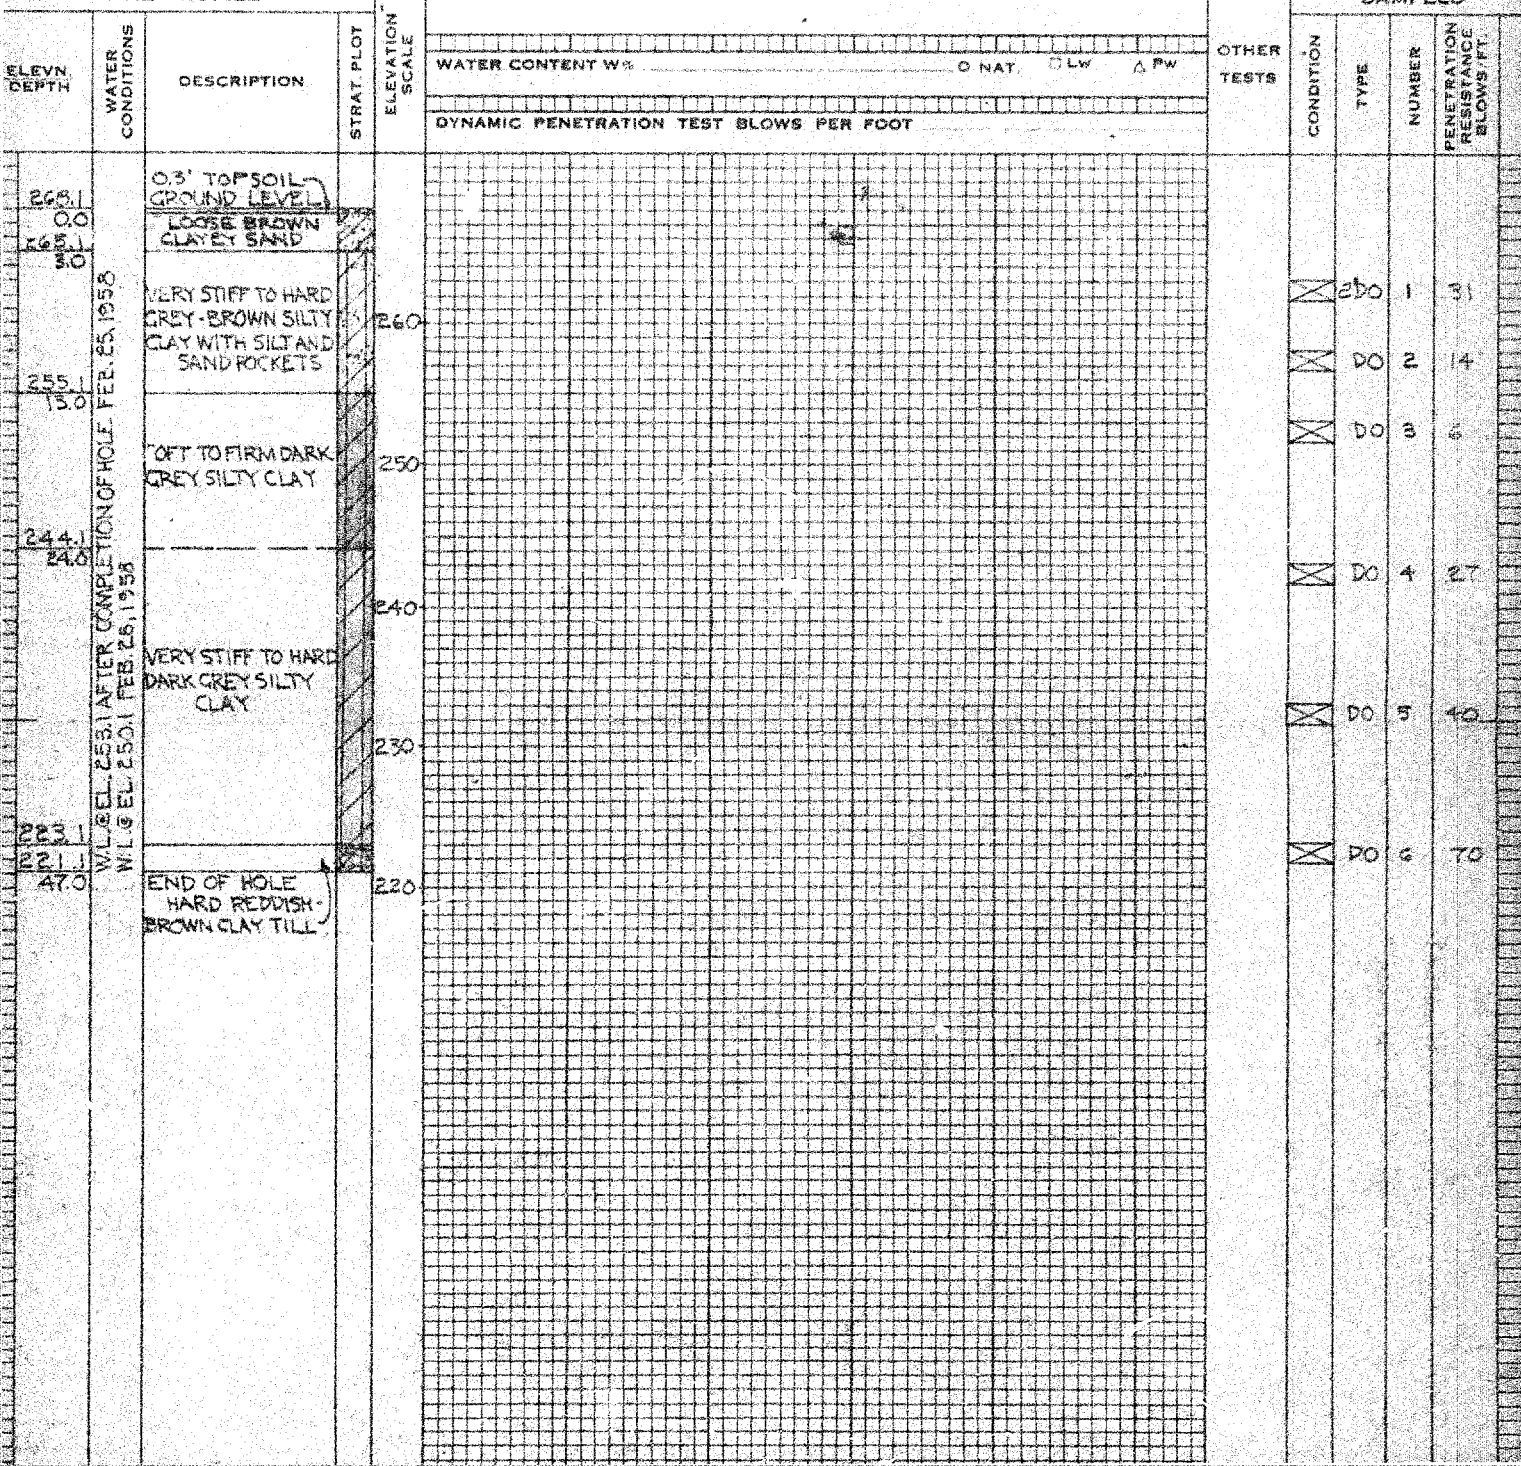 ELEVN.
DEPTH
WATER
CONDITIONS
DESCRIPTION
STRAT. PLOT
ELEVATION
SCALE
WATER CONTENT W% O NAT. □ LW △ PW
DYNAMIC PENETRATION TEST BLOWS PER FOOT
OTHER
TESTS
CONDITION
TYPE
NUMBER
PENETRATION
RESISTANCE
BLOWS / FT.
0.3' TOPSOIL
268.1 GROUND LEVEL
0.0 LOOSE BROWN
265.1 CLAYEY SAND
3.0
VERY STIFF TO HARD 2DO 1 31
GREY-BROWN SILTY 260
CLAY WITH SILT AND
SAND POCKETS DO 2 14
255.1
13.0
DO 3
OFT TO FIRM DARK
GREY SILTY CLAY 250
244.1
24.0
DO 4 27
240
VERY STIFF TO HARD
DARK GREY SILTY
CLAY
DO 5 40
230
223.1
221.1 DO 6 70
47.0 END OF HOLE 220
HARD REDDISH-
BROWN CLAY TILL
W.L.@ EL. 253.1 AFTER COMPLETION OF HOLE FEB. 25, 1958
W.L.@ EL. 250.1 FEB. 28, 1958